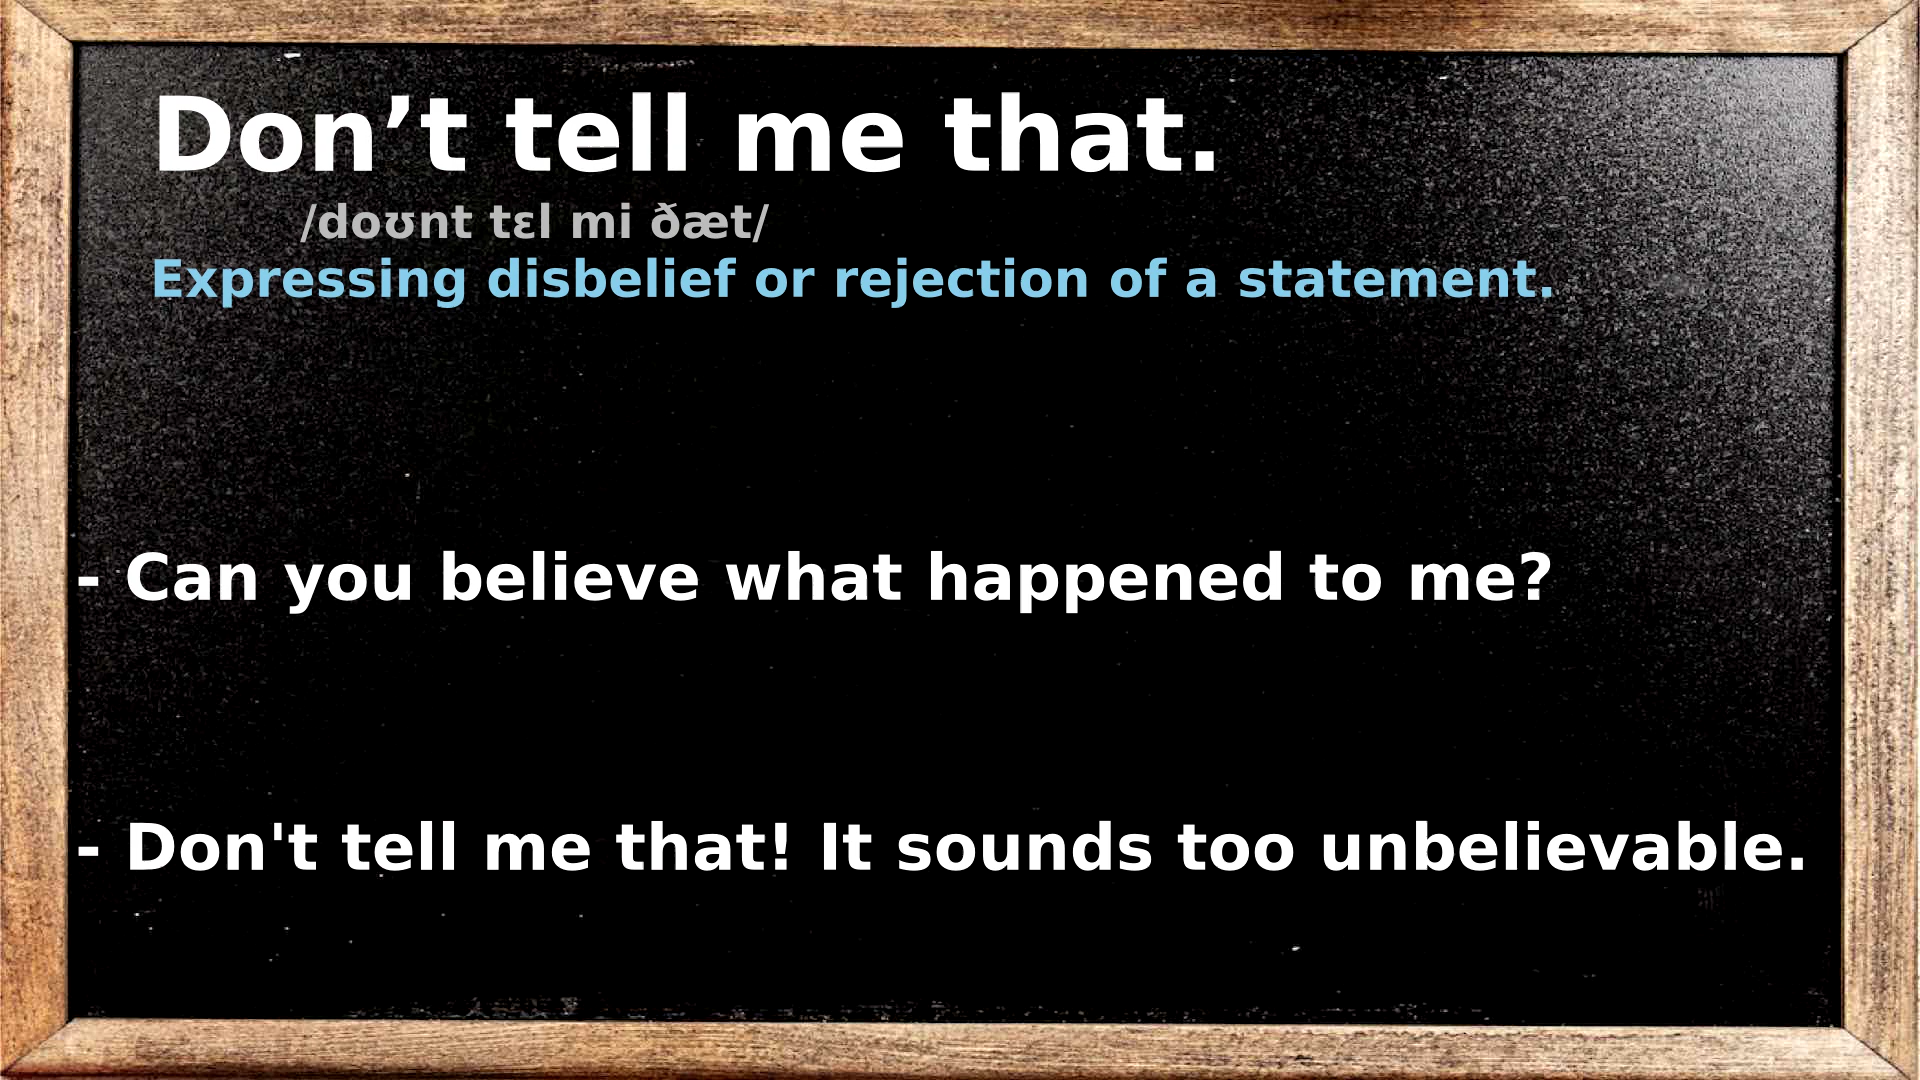 Don’t tell me that.
/doʊnt tɛl mi ðæt/
Expressing disbelief or rejection of a statement.
- Can you believe what happened to me?
- Don't tell me that! It sounds too unbelievable.